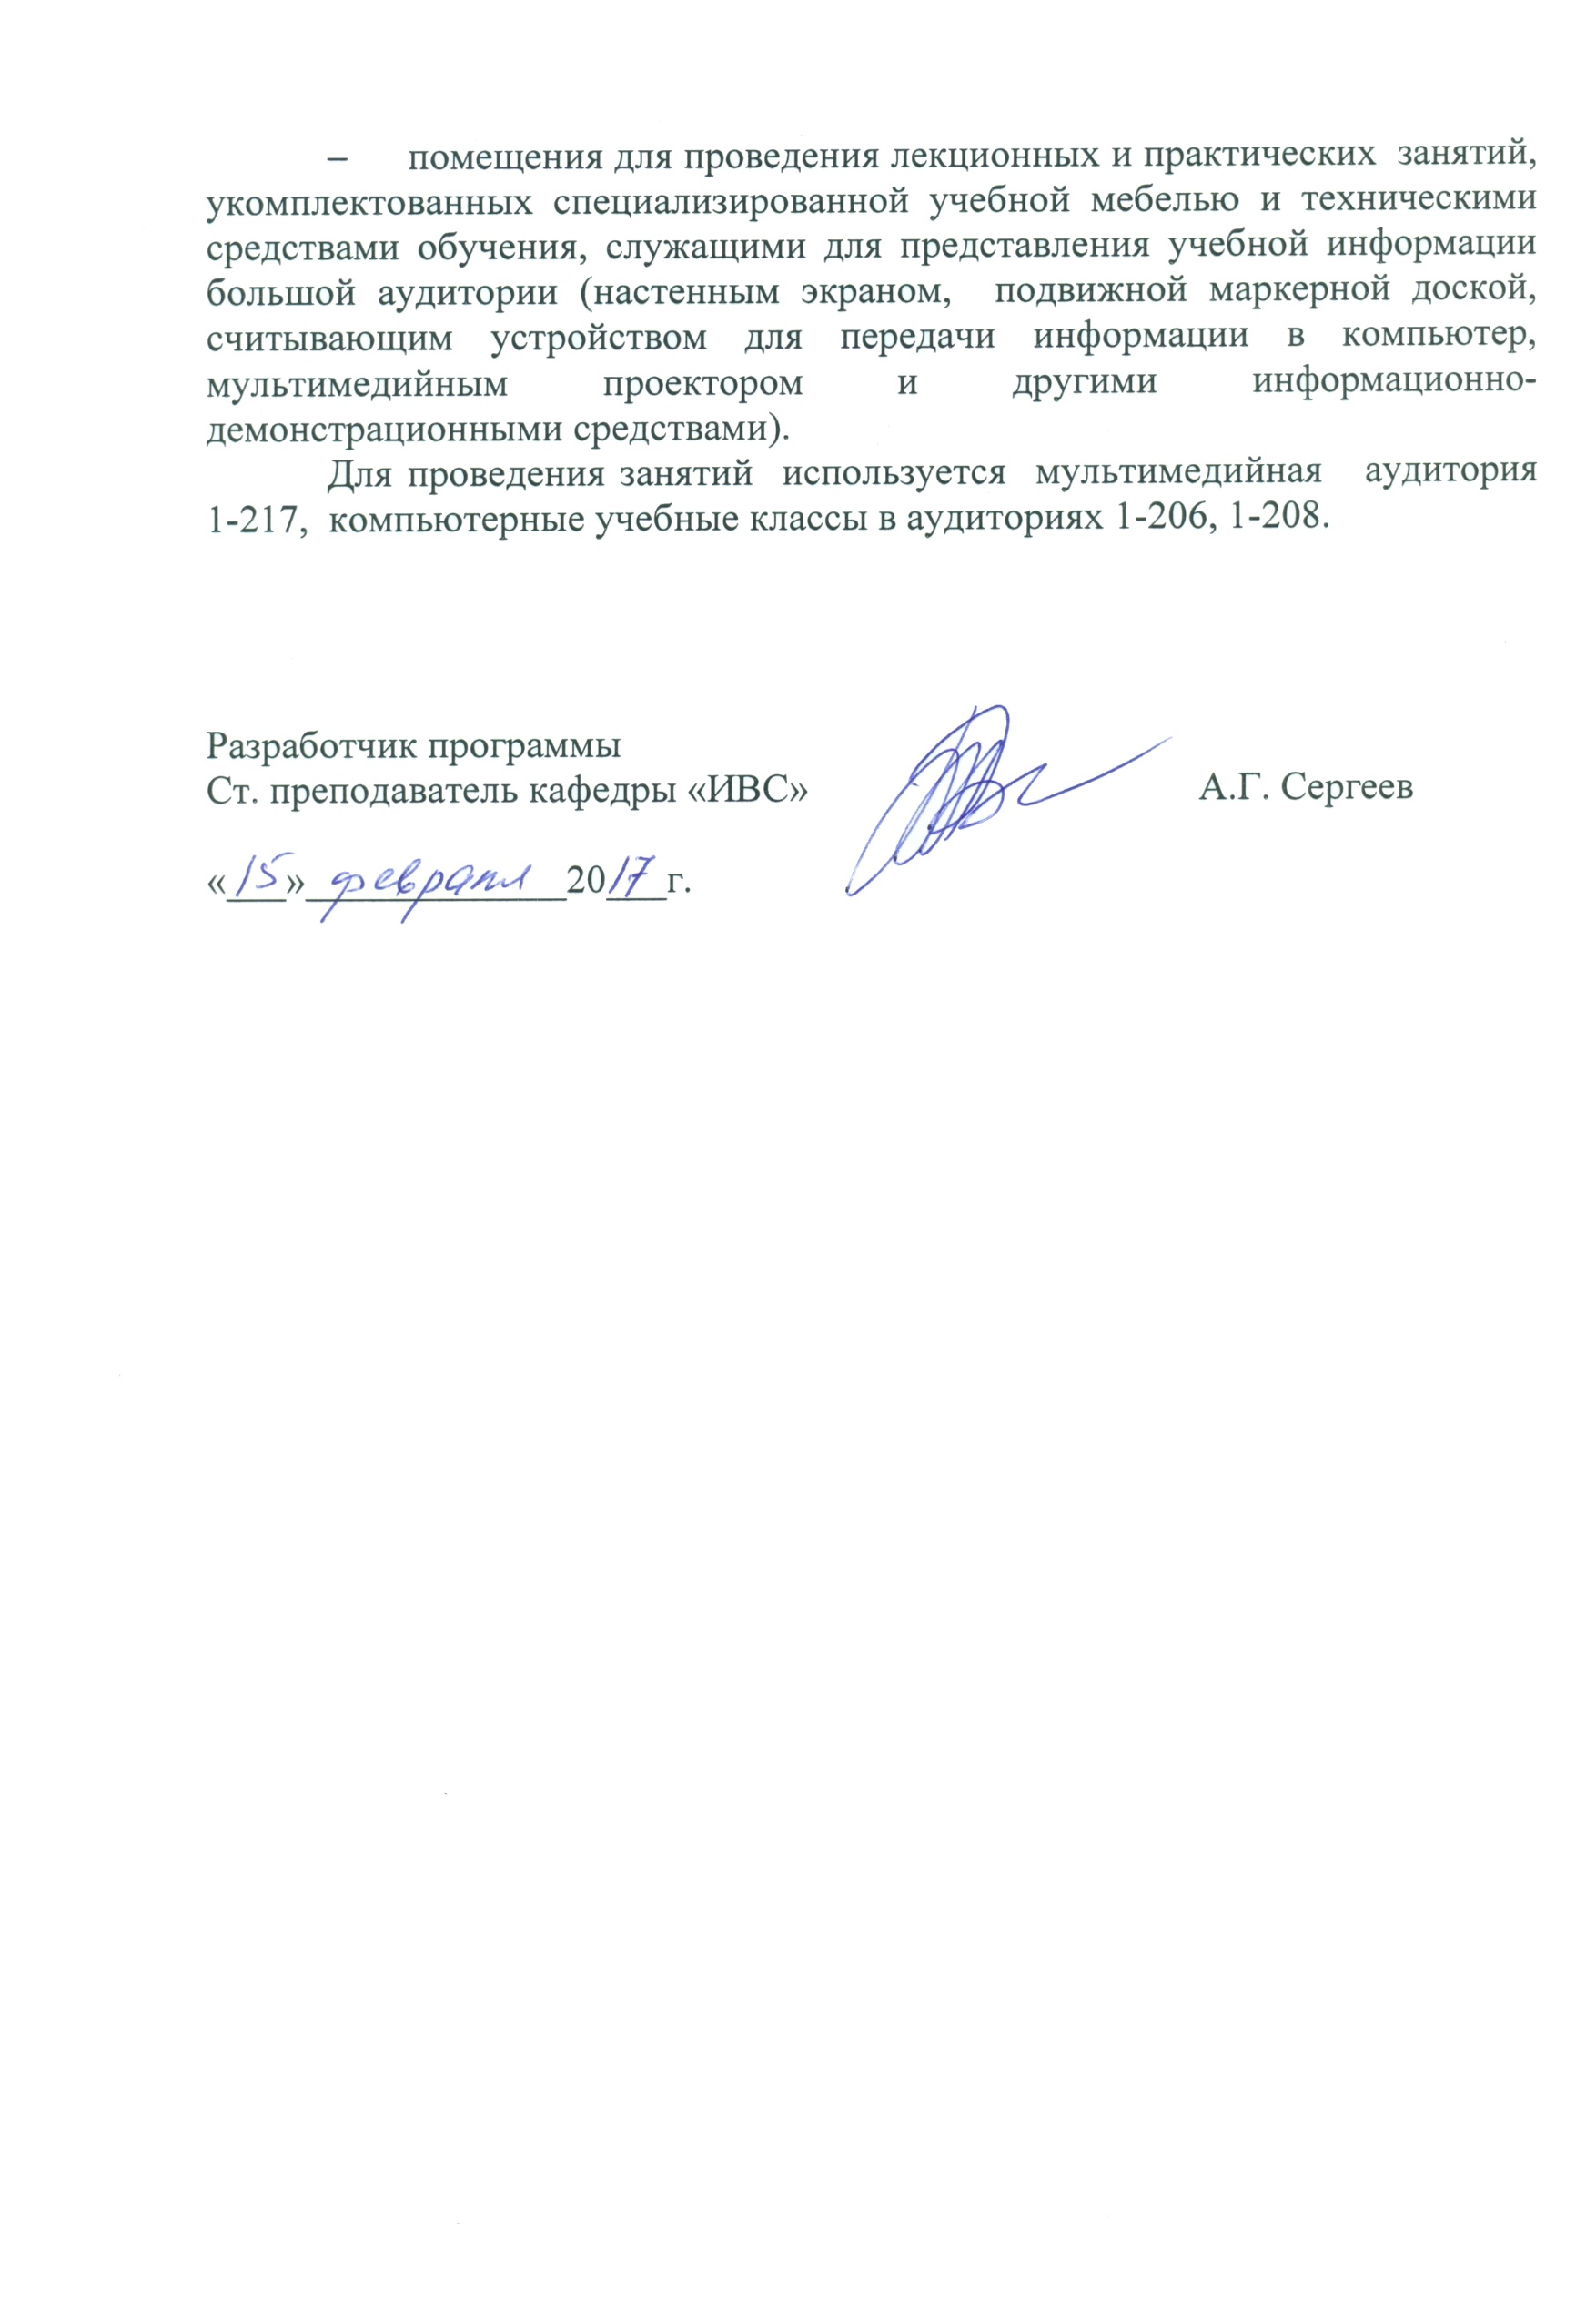 – помещения для проведения лекционных и практических занятий,
укомплектованных специализированной учебной мебелью и техническими
средствами обучения, служащими для представления учебной информации
большой аудитории (настенным экраном, подвижной маркерной доской,
считывающим устройством для передачи информации в компьютер,
мультимедийным проектором и другими информационно-
демонстрационными средствами).
Для проведения занятий используется мультимедийная аудитория
1-217, компьютерные учебные классы в аудиториях 1-206, 1-208.
Разработчик программы
Ст. преподаватель кафедры «ИВС» А.Г. Сергеев
«15» февраля 2017 г.